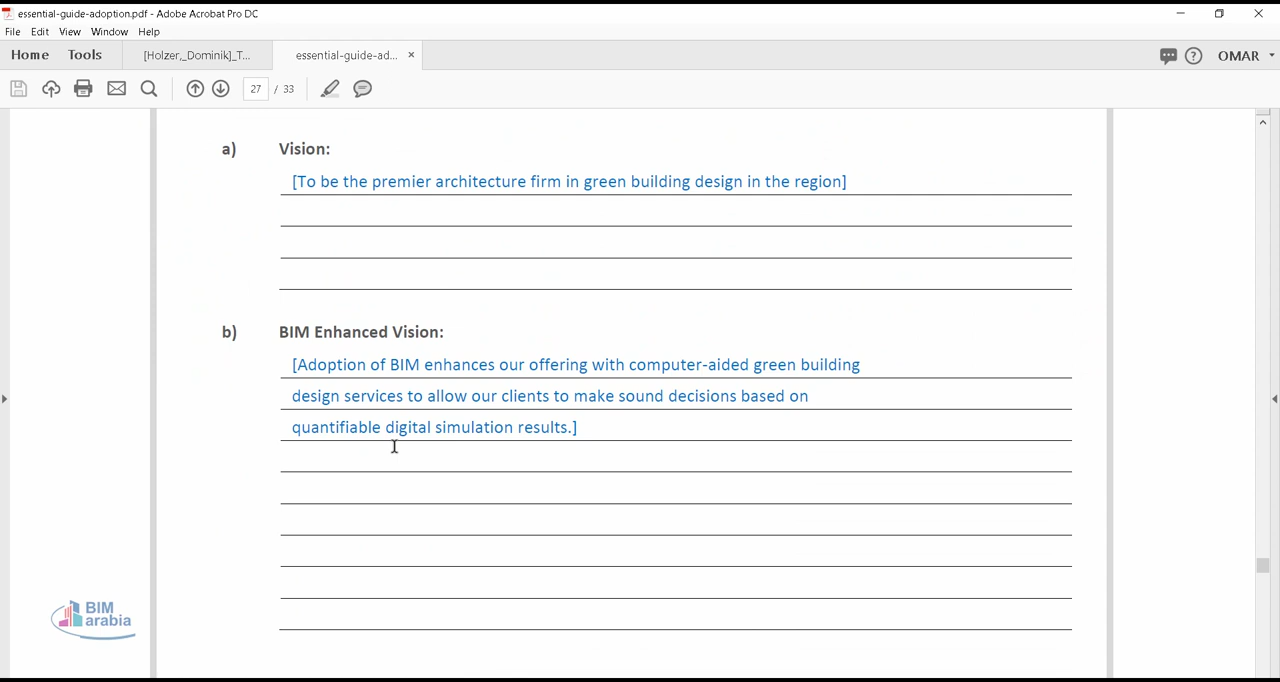 essential-guide-adoption.pdf - Adobe Acrobat Pro DC
File Edit View Window Help
Home Tools [Holzer,_Dominik]_T... essential-guide-ad... × OMAR
27 / 33
a) Vision:
[To be the premier architecture firm in green building design in the region]
b) BIM Enhanced Vision:
[Adoption of BIM enhances our offering with computer-aided green building
design services to allow our clients to make sound decisions based on
quantifiable digital simulation results.]
BIM
arabia